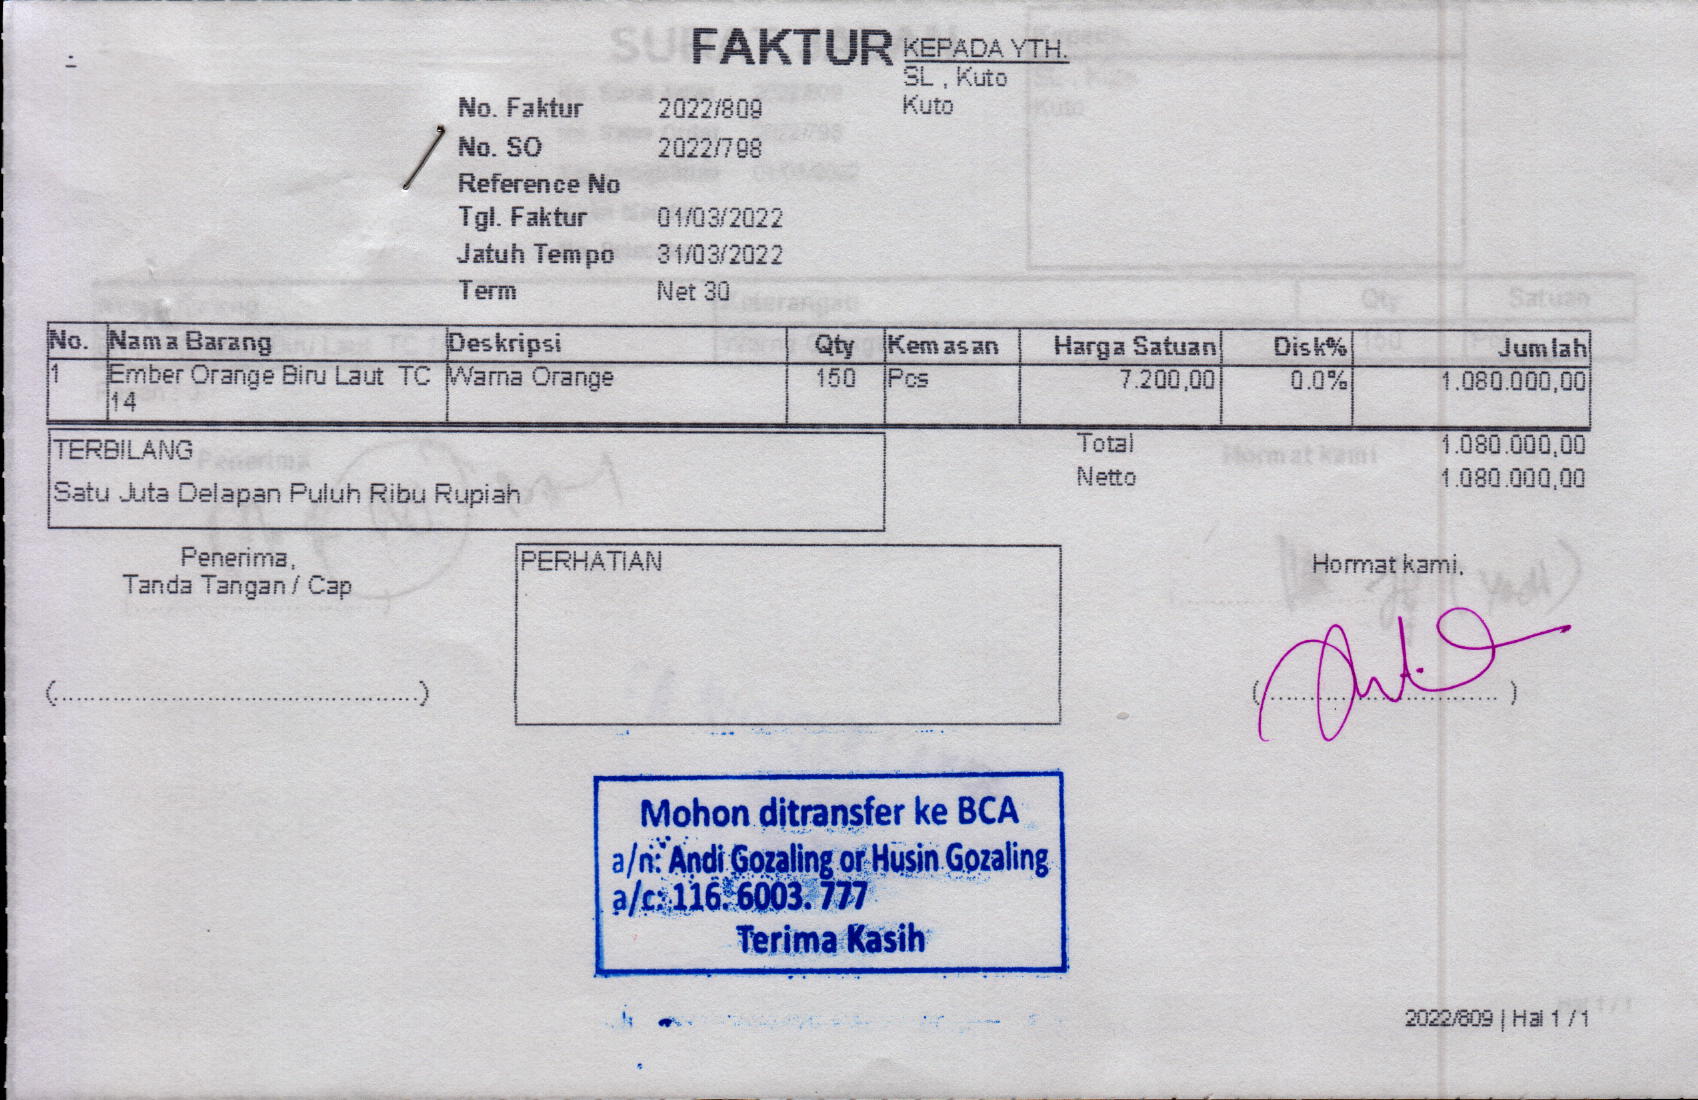 FAKTUR
KEPADA YTH.
SL , Kuto
Kuto
No. Faktur 2022/809
No. SO 2022/798
Reference No
Tgl. Faktur 01/03/2022
Jatuh Tempo 31/03/2022
Term Net 30
No. Nama Barang Deskripsi Qty Kemasan Harga Satuan Disk% Jumlah
1 Ember Orange Biru Laut TC Warna Orange 150 Pcs 7.200,00 0.0% 1.080.000,00
14
TERBILANG
Satu Juta Delapan Puluh Ribu Rupiah
Total 1.080.000,00
Netto 1.080.000,00
Penerima,
Tanda Tangan / Cap
(............................................)
PERHATIAN
Hormat kami,
(............................)
Mohon ditransfer ke BCA
a/n: Andi Gozaling or Husin Gozaling
a/c: 116. 6003. 777
Terima Kasih
2022/809 | Hal 1 / 1